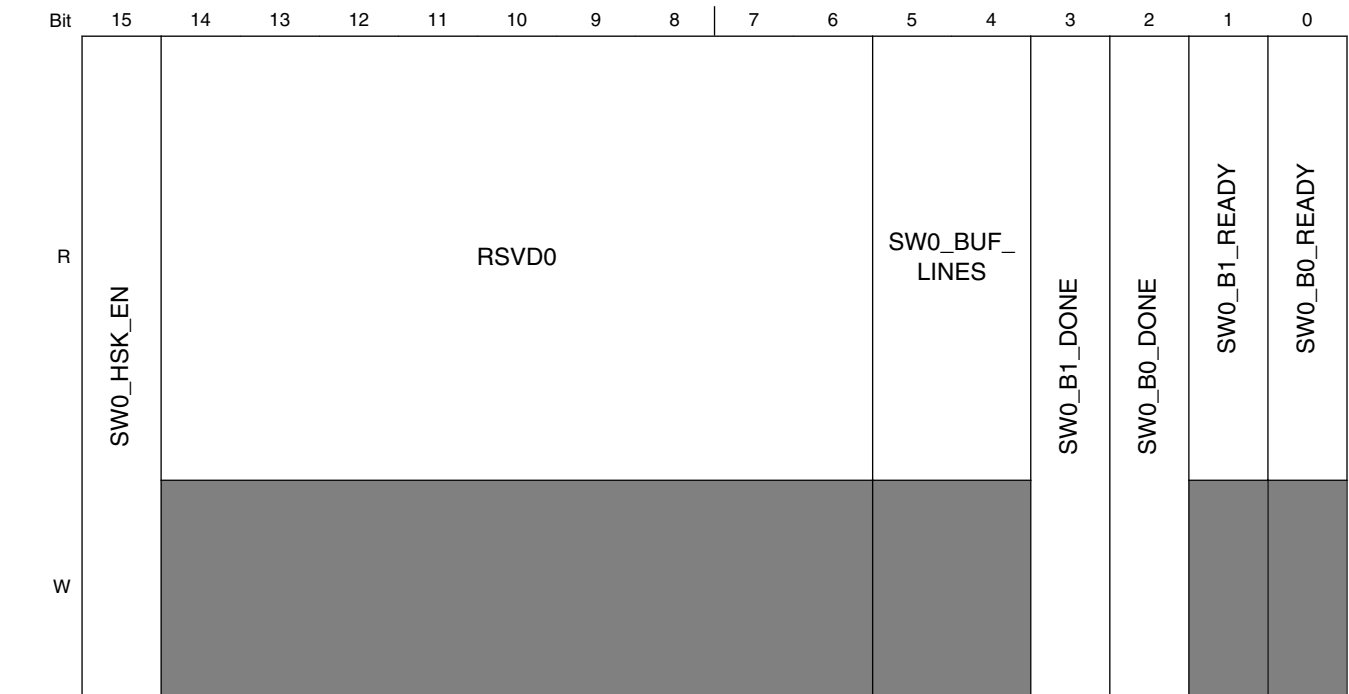 Bit 15 14 13 12 11 10 9 8 7 6 5 4 3 2 1 0
R
SW0_HSK_EN
RSVD0
SW0_BUF_
LINES
SW0_B1_DONE
SW0_B0_DONE
SW0_B1_READY
SW0_B0_READY
W